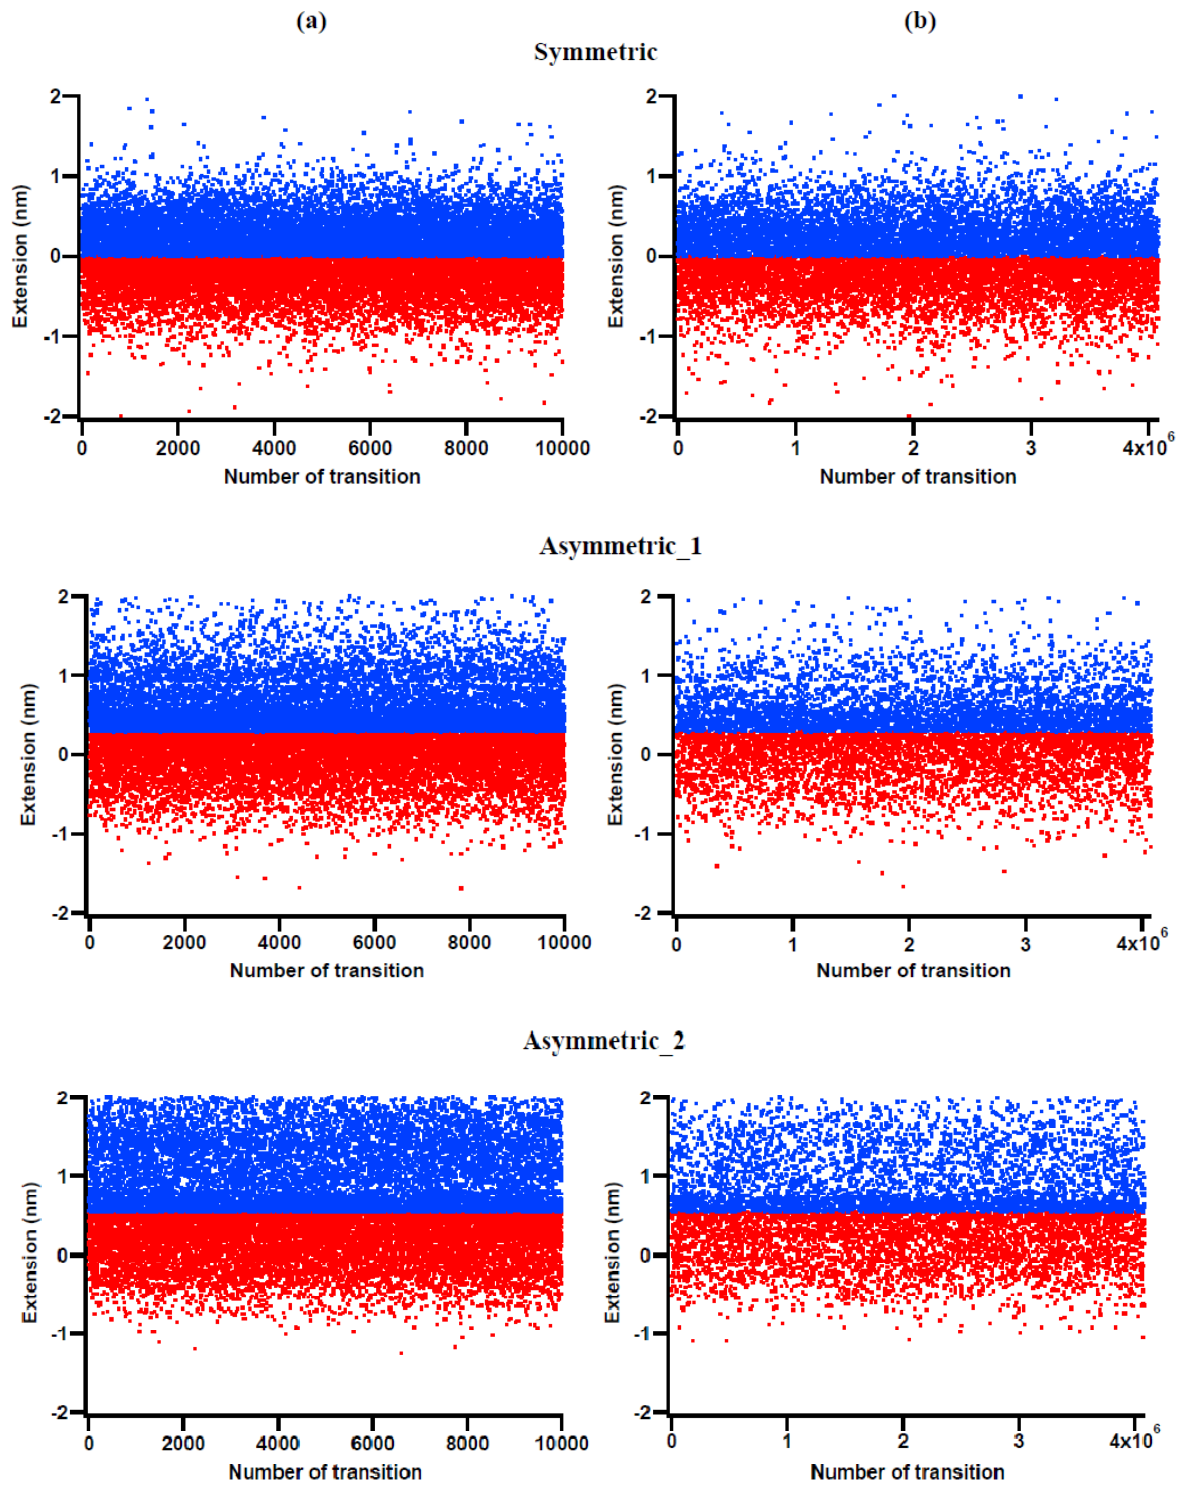 (a) (b)
Symmetric
2
1
0
-1
-2
Extension (nm)
0 2000 4000 6000 8000 10000
Number of transition
2
1
0
-1
-2
Extension (nm)
0 1 2 3 4x10^6
Number of transition
Asymmetric_1
2
1
0
-1
-2
Extension (nm)
0 2000 4000 6000 8000 10000
Number of transition
2
1
0
-1
-2
Extension (nm)
0 1 2 3 4x10^6
Number of transition
Asymmetric_2
2
1
0
-1
-2
Extension (nm)
0 2000 4000 6000 8000 10000
Number of transition
2
1
0
-1
-2
Extension (nm)
0 1 2 3 4x10^6
Number of transition